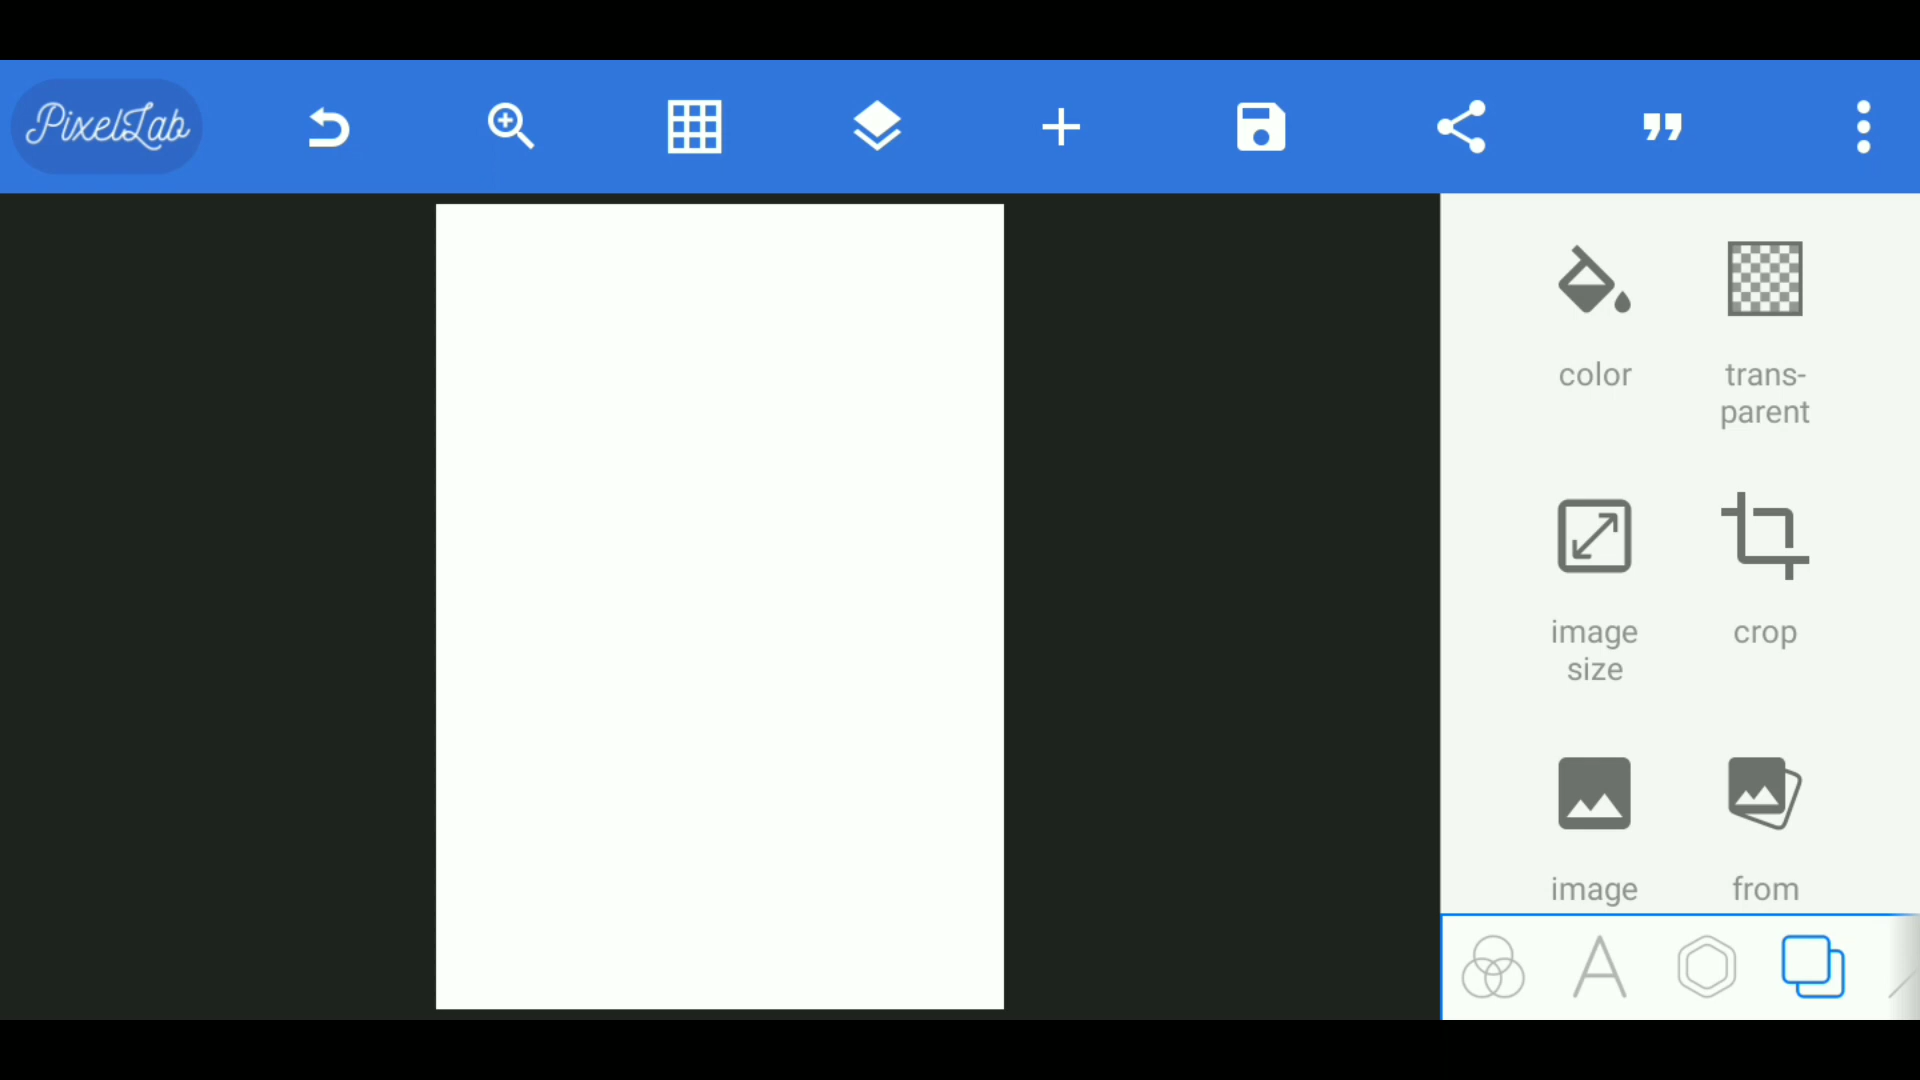 PixelLab
color
trans-
parent
image
size
crop
image
from